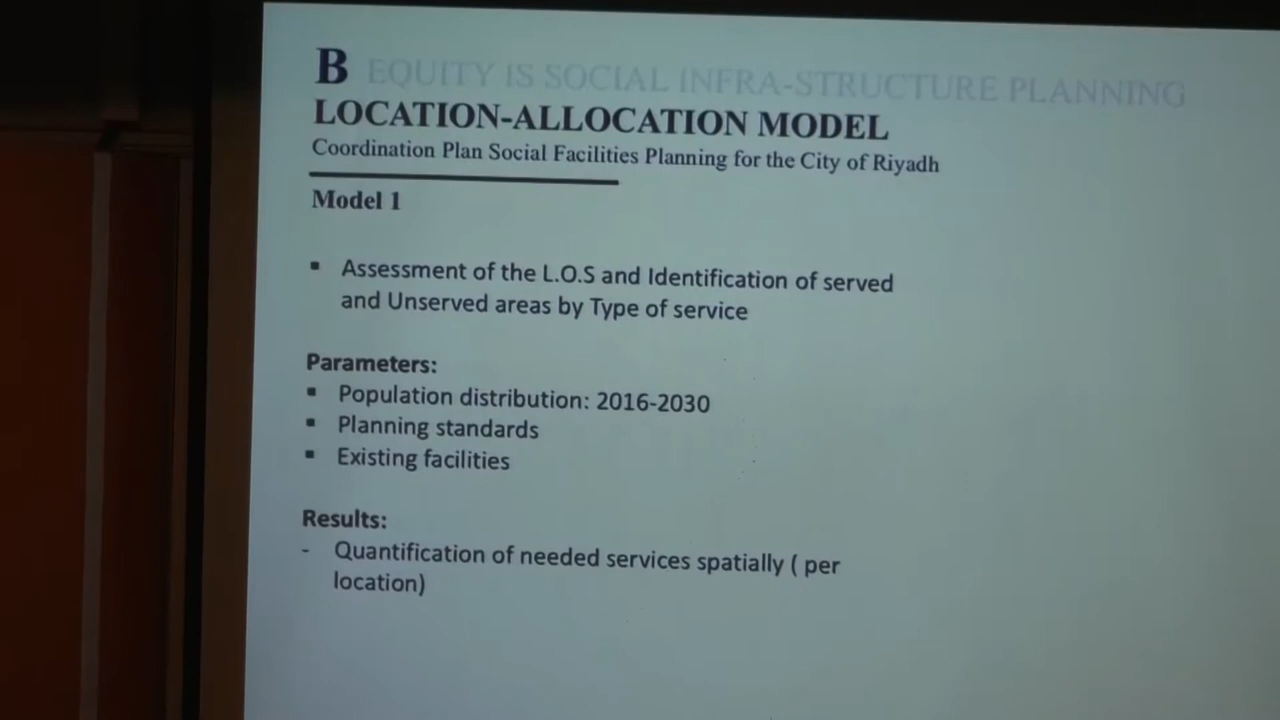 B EQUITY IS SOCIAL INFRA-STRUCTURE PLANNING
LOCATION-ALLOCATION MODEL
Coordination Plan Social Facilities Planning for the City of Riyadh
Model 1
▪ Assessment of the L.O.S and Identification of served
and Unserved areas by Type of service
Parameters:
▪ Population distribution: 2016-2030
▪ Planning standards
▪ Existing facilities
Results:
- Quantification of needed services spatially ( per
location)